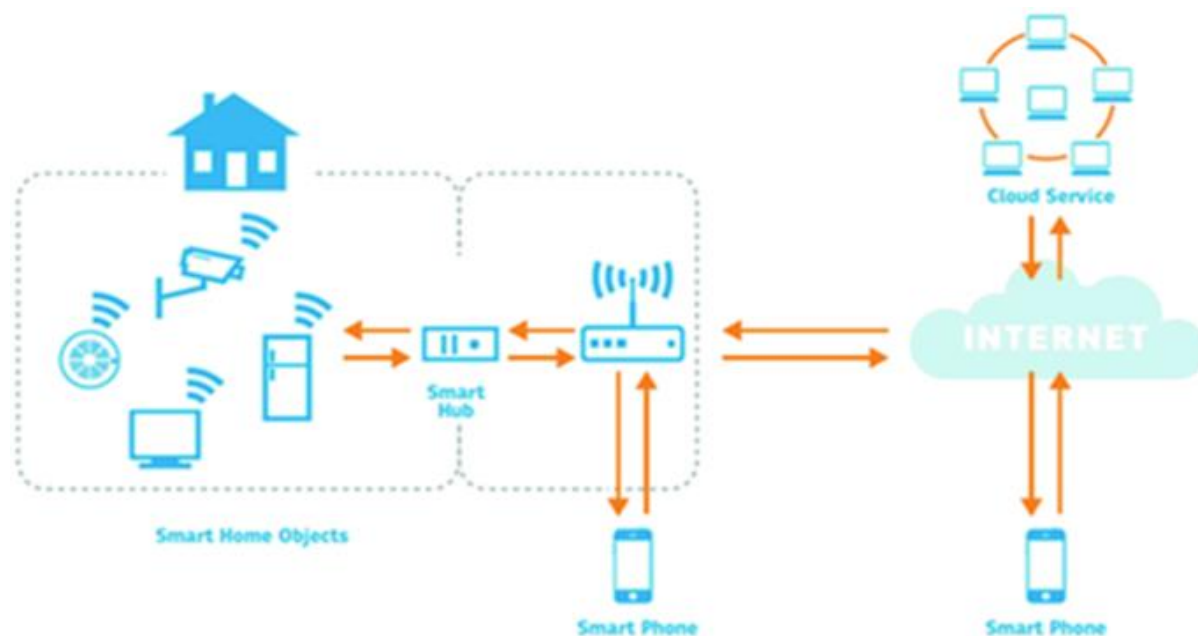 Cloud Service
INTERNET
Smart
Hub
Smart Home Objects
Smart Phone
Smart Phone